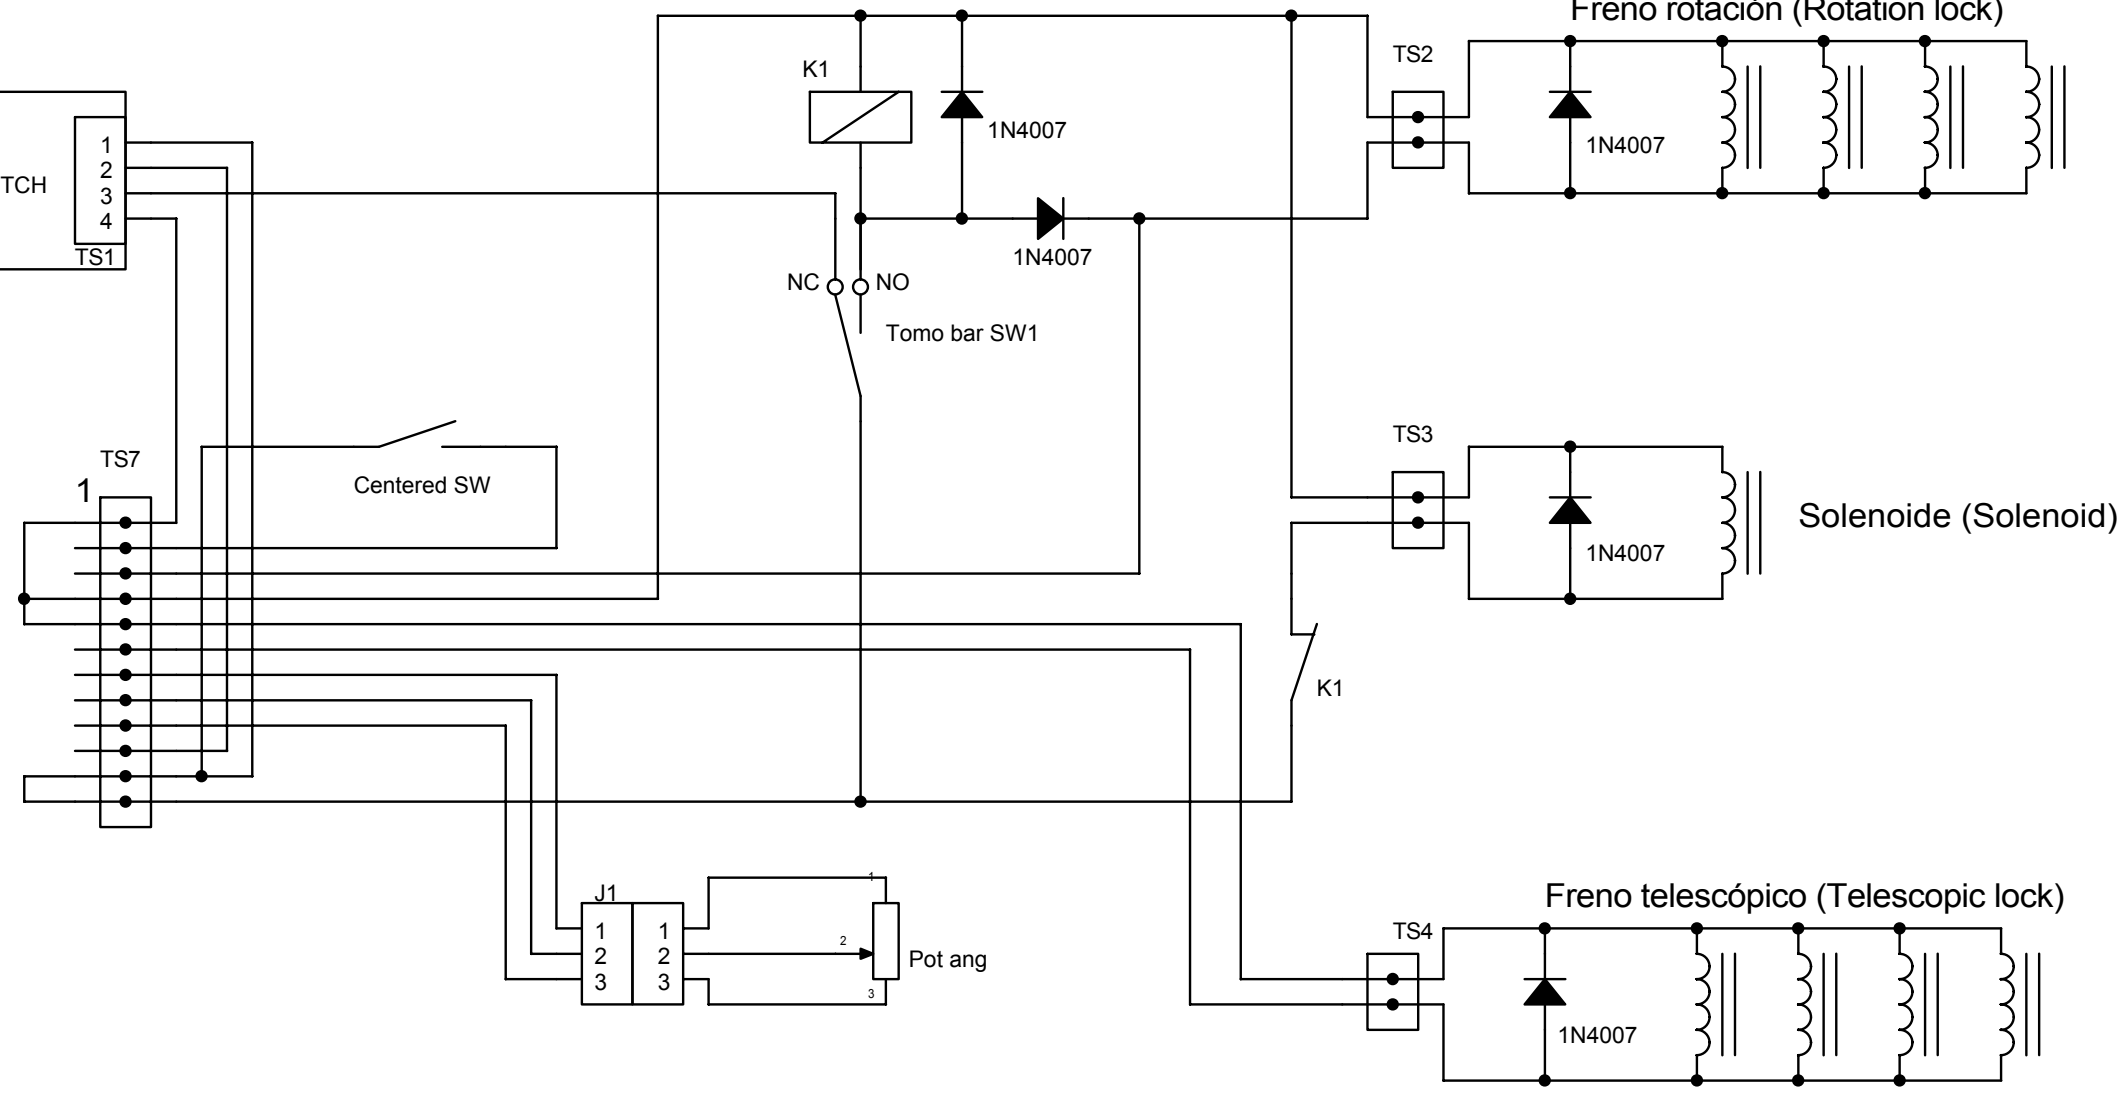 Freno rotación (Rotation lock)
TS2
K1
1N4007
1N4007
1
2
3
4
TCH
TS1
1N4007
NC
NO
Tomo bar SW1
TS3
TS7
1
Centered SW
Solenoide (Solenoid)
1N4007
K1
Freno telescópico (Telescopic lock)
J1
1
2
3
1
2
3
1
2
3
Pot ang
TS4
1N4007